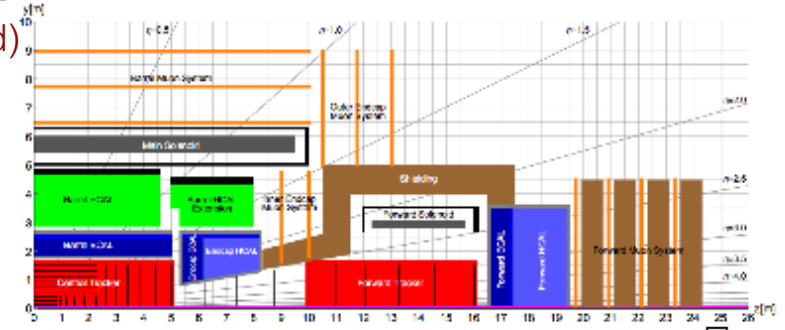 y[m]
d)
10
η=0.5
η=1.0
η=1.5
9
Barrel Muon System
8
Outer Endcap
Muon System
7
η=2.0
6
Main Solenoid
5
Shielding
η=2.5
4
Barrel HCAL
Barrel HCAL
Extension
Inner Endcap
Muon System
Forward Solenoid
3
η=3.0
2
Endcap ECAL
Endcap HCAL
Forward ECAL
Forward HCAL
Forward Muon System
η=3.5
1
Central Tracker
Forward Tracker
η=4.0
0
0 1 2 3 4 5 6 7 8 9 10 11 12 13 14 15 16 17 18 19 20 21 22 23 24 25 26 z[m]